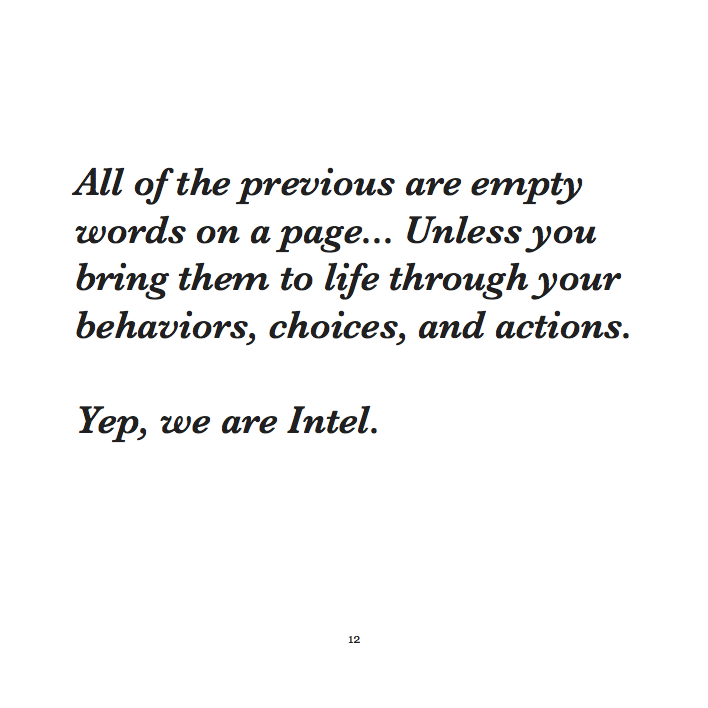 All of the previous are empty
words on a page... Unless you
bring them to life through your
behaviors, choices, and actions.
Yep, we are Intel.
12